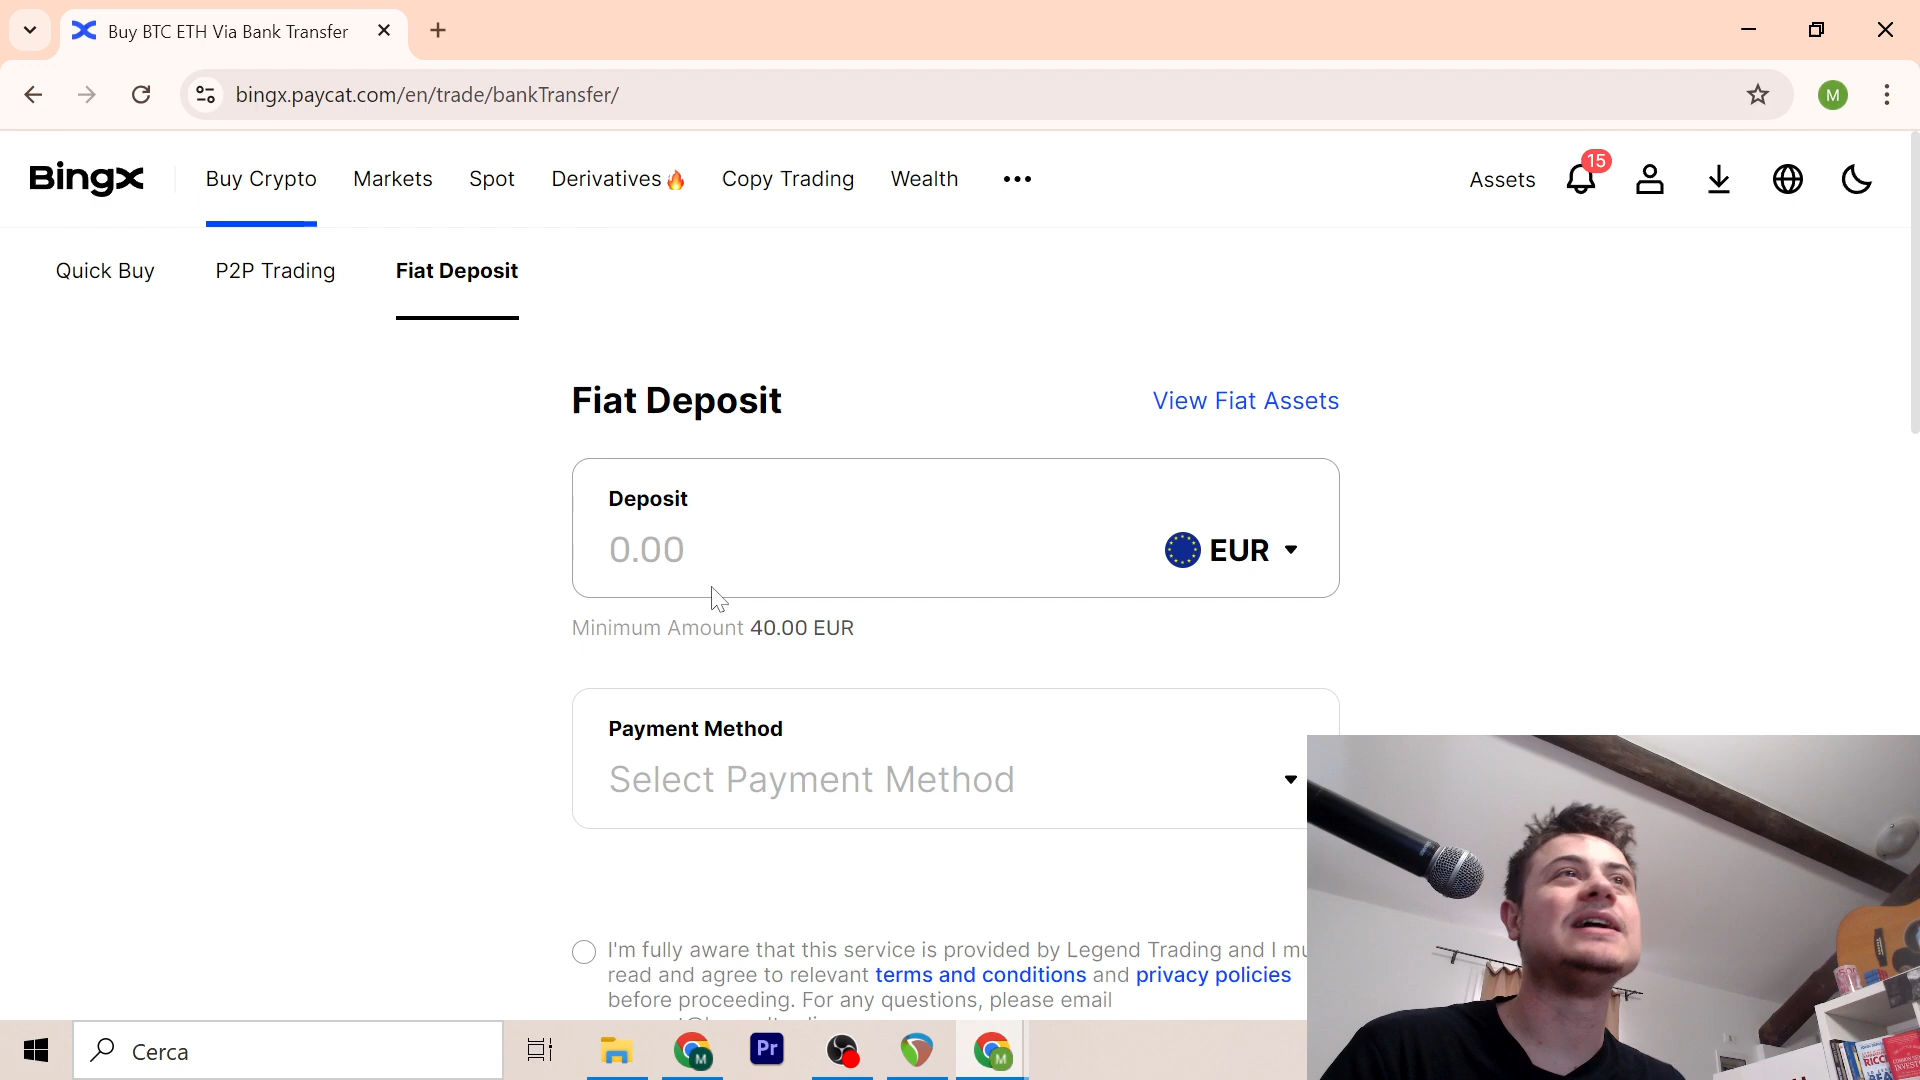 Buy BTC ETH Via Bank Transfer
bingx.paycat.com/en/trade/bankTransfer/
M
BingX
Buy Crypto
Markets
Spot
Derivatives
Copy Trading
Wealth
Assets
15
Quick Buy
P2P Trading
Fiat Deposit
Fiat Deposit
View Fiat Assets
Deposit
0.00
EUR
Minimum Amount 40.00 EUR
Payment Method
Select Payment Method
I'm fully aware that this service is provided by Legend Trading and I mu
read and agree to relevant terms and conditions and privacy policies
before proceeding. For any questions, please email
Cerca
M
Pr
M